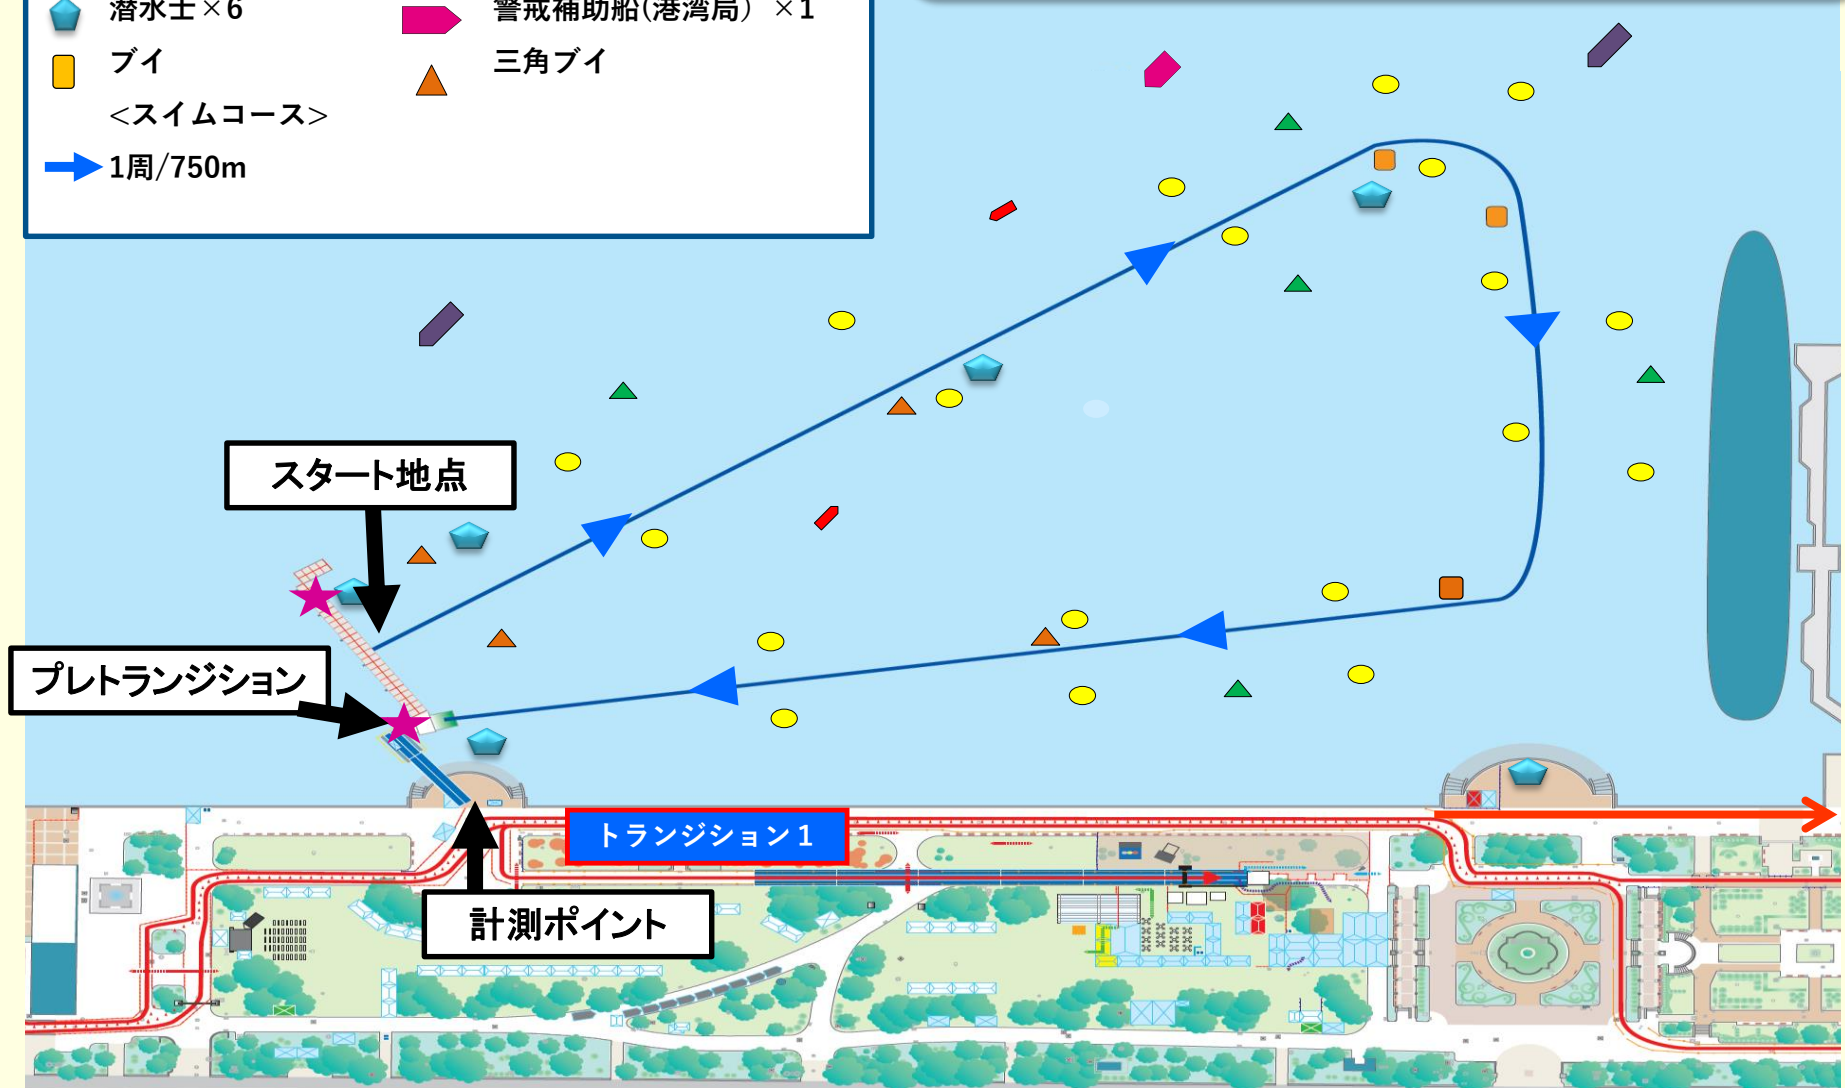 潜水士×6
警戒補助船(港湾局) ×1
ブイ
三角ブイ
<スイムコース>
1周/750m
スタート地点
プレトランジション
トランジション1
計測ポイント